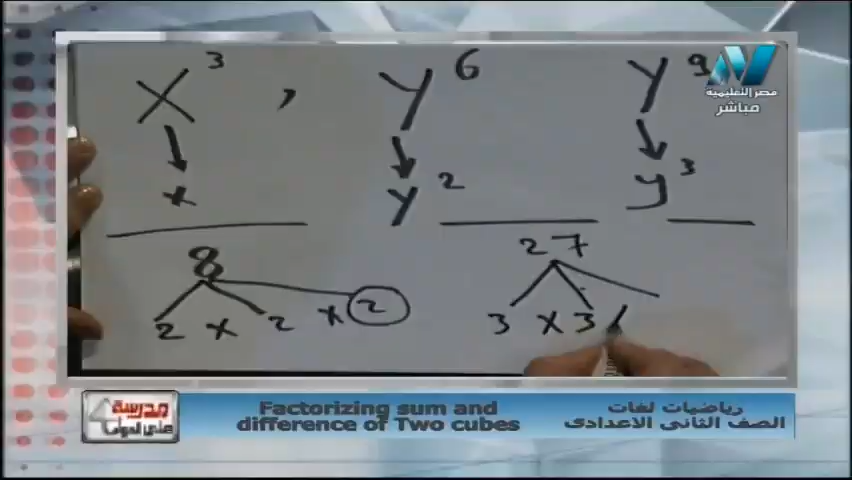 x³ , y⁶ y⁹
مصر التعليمية
مباشر
x y² y³
8 27
2 x 2 x 2 3 x 3
مدرسة
على الهواء
Factorizing sum and
difference of Two cubes
رياضيات لغات
الصف الثانى الاعدادى